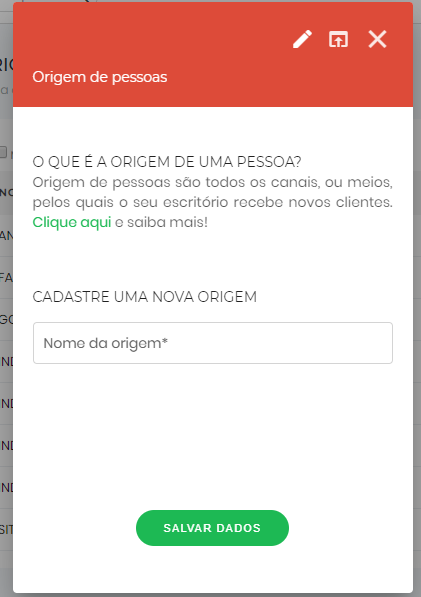 Origem de pessoas
O QUE É A ORIGEM DE UMA PESSOA?
Origem de pessoas são todos os canais, ou meios,
pelos quais o seu escritório recebe novos clientes.
Clique aqui e saiba mais!
CADASTRE UMA NOVA ORIGEM
Nome da origem*
SALVAR DADOS